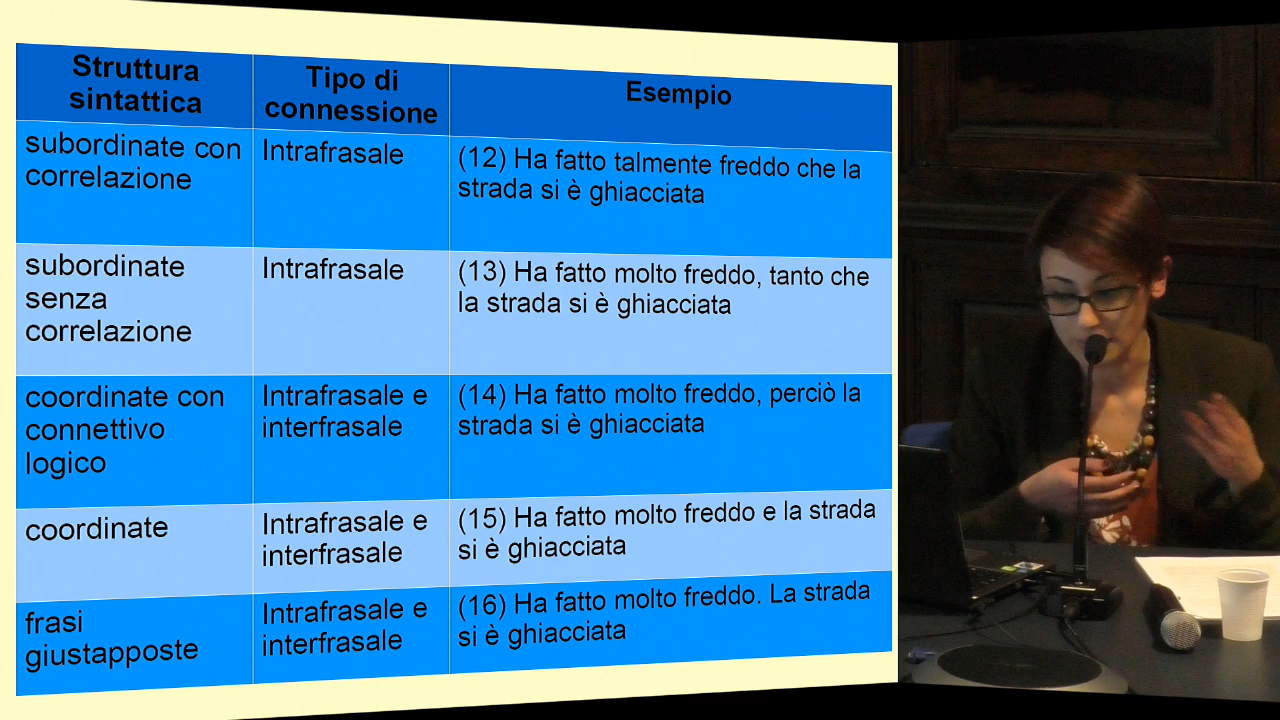 Struttura
sintattica
Tipo di
connessione
Esempio
subordinate con
correlazione
Intrafrasale
(12) Ha fatto talmente freddo che la
strada si è ghiacciata
subordinate
senza
correlazione
Intrafrasale
(13) Ha fatto molto freddo, tanto che
la strada si è ghiacciata
coordinate con
connettivo
logico
Intrafrasale e
interfrasale
(14) Ha fatto molto freddo, perciò la
strada si è ghiacciata
coordinate
Intrafrasale e
interfrasale
(15) Ha fatto molto freddo e la strada
si è ghiacciata
frasi
giustapposte
Intrafrasale e
interfrasale
(16) Ha fatto molto freddo. La strada
si è ghiacciata